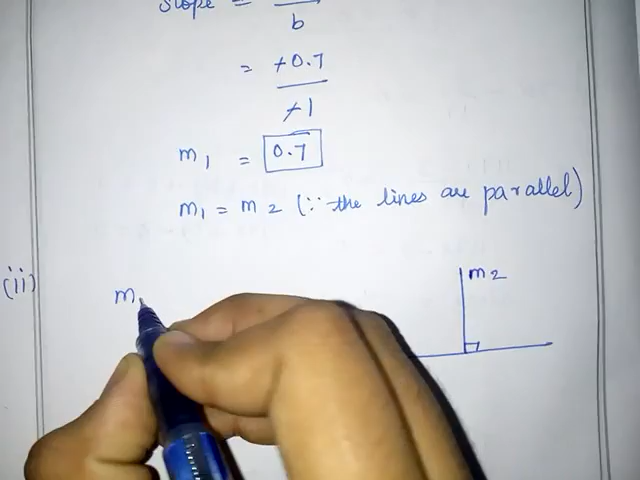 Slope =
b
= +0.7
+1
m1 = 0.7
m1 = m2 (∵ the lines are parallel)
(ii)
m
m2